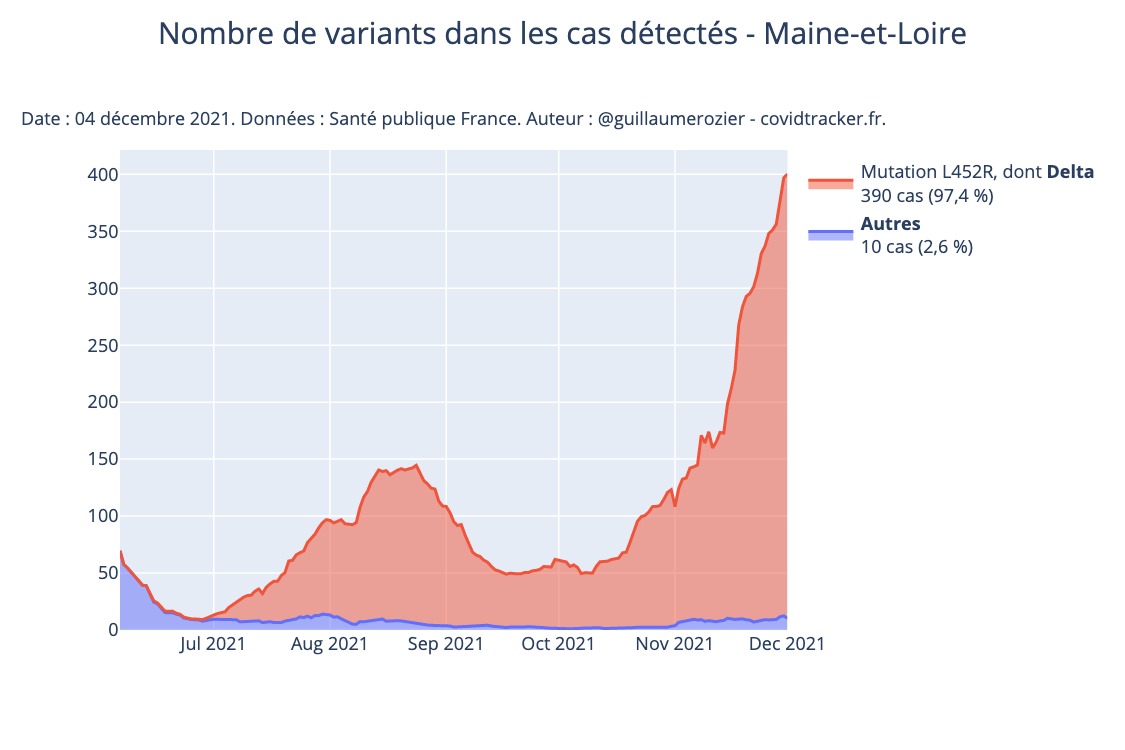 Nombre de variants dans les cas détectés - Maine-et-Loire
Date : 04 décembre 2021. Données : Santé publique France. Auteur : @guillaumerozier - covidtracker.fr.
400
350
300
250
200
150
100
50
0
Jul 2021
Aug 2021
Sep 2021
Oct 2021
Nov 2021
Dec 2021
Mutation L452R, dont Delta
390 cas (97,4 %)
Autres
10 cas (2,6 %)